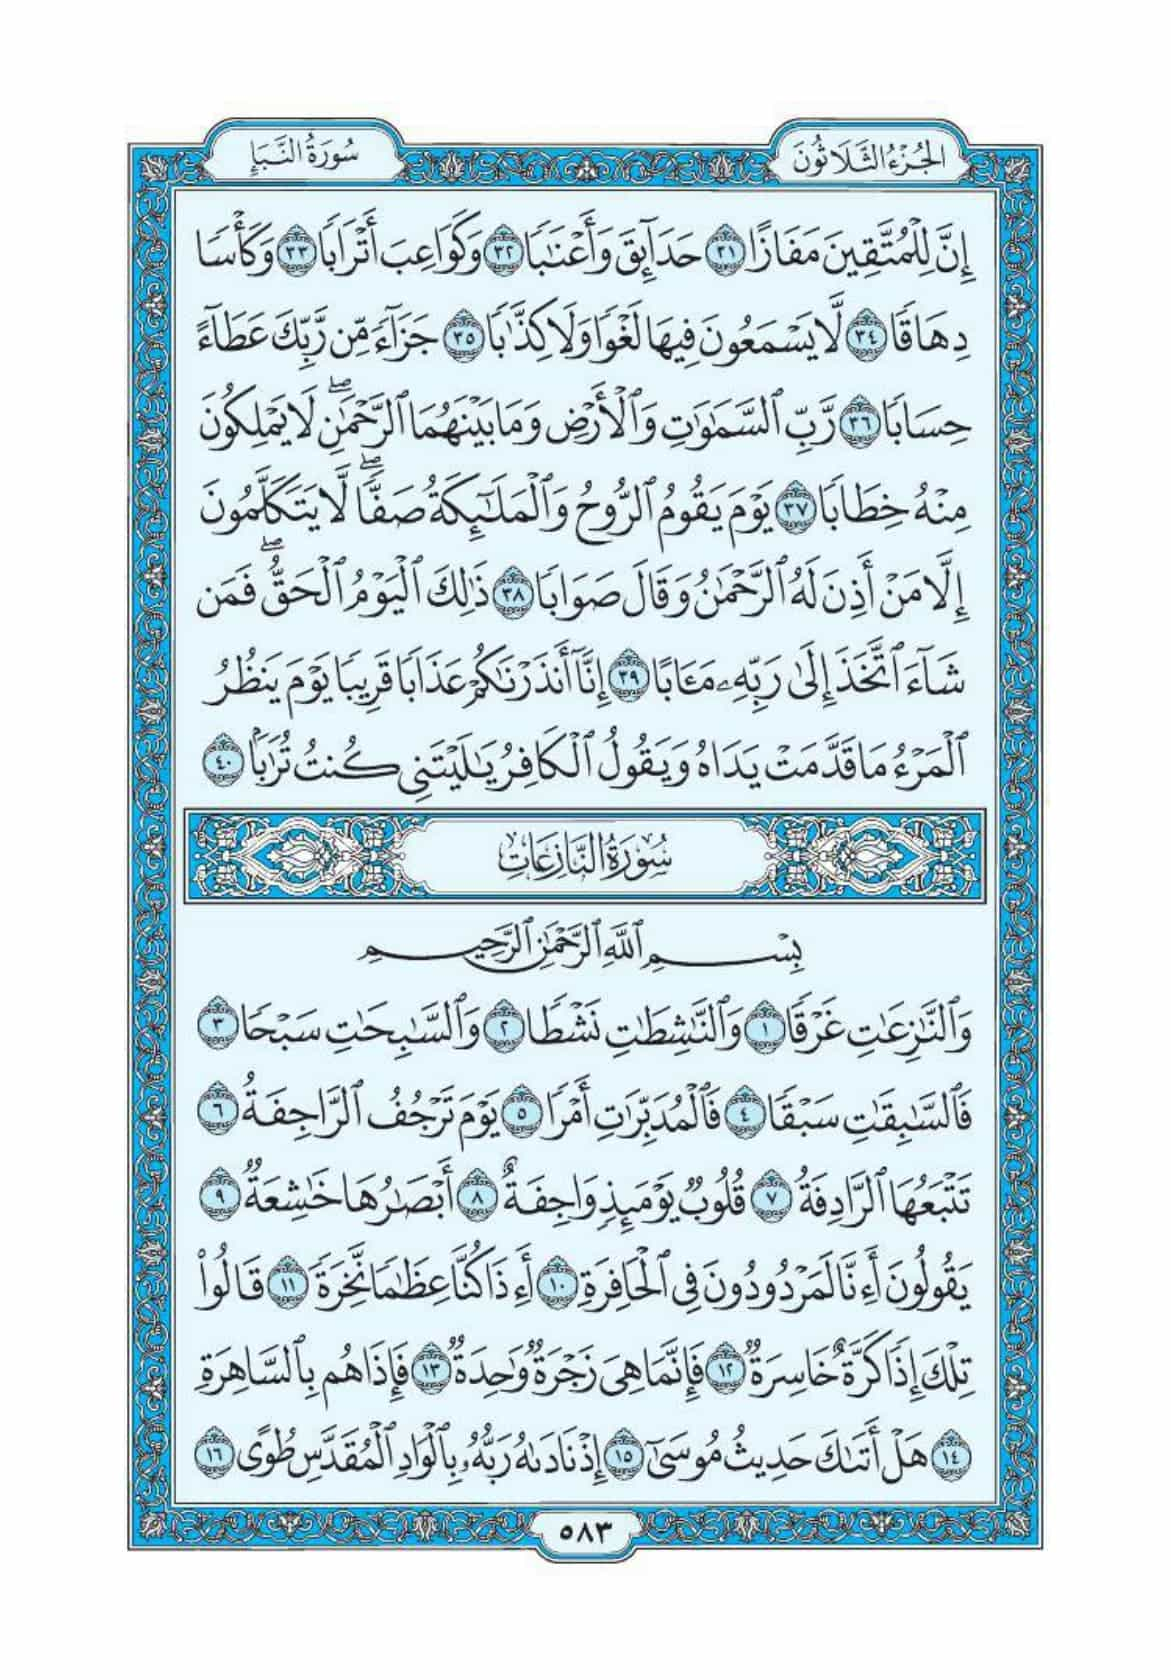 الجُزْءُ الثَّلَاثُونَ
سُورَةُ النَّبَإِ
إِنَّ لِلْمُتَّقِينَ مَفَازًا ٣١ حَدَآئِقَ وَأَعْنَٰبًا ٣٢ وَكَوَاعِبَ أَتْرَابًا ٣٣ وَكَأْسًا
دِهَاقًا ٣٤ لَّا يَسْمَعُونَ فِيهَا لَغْوًا وَلَا كِذَّٰبًا ٣٥ جَزَآءً مِّن رَّبِّكَ عَطَآءً
حِسَابًا ٣٦ رَّبِّ ٱلسَّمَٰوَٰتِ وَٱلْأَرْضِ وَمَا بَيْنَهُمَا ٱلرَّحْمَٰنِۖ لَا يَمْلِكُونَ
مِنْهُ خِطَابًا ٣٧ يَوْمَ يَقُومُ ٱلرُّوحُ وَٱلْمَلَٰٓئِكَةُ صَفًّاۖ لَّا يَتَكَلَّمُونَ
إِلَّا مَنْ أَذِنَ لَهُ ٱلرَّحْمَٰنُ وَقَالَ صَوَابًا ٣٨ ذَٰلِكَ ٱلْيَوْمُ ٱلْحَقُّۖ فَمَن
شَآءَ ٱتَّخَذَ إِلَىٰ رَبِّهِۦ مَـَٔابًا ٣٩ إِنَّآ أَنذَرْنَٰكُمْ عَذَابًا قَرِيبًا يَوْمَ يَنظُرُ
ٱلْمَرْءُ مَا قَدَّمَتْ يَدَاهُ وَيَقُولُ ٱلْكَافِرُ يَٰلَيْتَنِى كُنتُ تُرَٰبًۢا ٤٠
سُورَةُ النَّازِعَاتِ
بِسْمِ ٱللَّهِ ٱلرَّحْمَٰنِ ٱلرَّحِيمِ
وَٱلنَّٰزِعَٰتِ غَرْقًا ١ وَٱلنَّٰشِطَٰتِ نَشْطًا ٢ وَٱلسَّٰبِحَٰتِ سَبْحًا ٣
فَٱلسَّٰبِقَٰتِ سَبْقًا ٤ فَٱلْمُدَبِّرَٰتِ أَمْرًا ٥ يَوْمَ تَرْجُفُ ٱلرَّاجِفَةُ ٦
تَتْبَعُهَا ٱلرَّادِفَةُ ٧ قُلُوبٌ يَوْمَئِذٍ وَاجِفَةٌ ٨ أَبْصَٰرُهَا خَٰشِعَةٌ ٩
يَقُولُونَ أَءِنَّا لَمَرْدُودُونَ فِى ٱلْحَافِرَةِ ١٠ أَءِذَا كُنَّا عِظَٰمًا نَّخِرَةً ١١ قَالُوا۟
تِلْكَ إِذًا كَرَّةٌ خَاسِرَةٌ ١٢ فَإِنَّمَا هِىَ زَجْرَةٌ وَٰحِدَةٌ ١٣ فَإِذَا هُم بِٱلسَّاهِرَةِ
١٤ هَلْ أَتَىٰكَ حَدِيثُ مُوسَىٰٓ ١٥ إِذْ نَادَىٰهُ رَبُّهُۥ بِٱلْوَادِ ٱلْمُقَدَّسِ طُوًى ١٦
٥٨٣